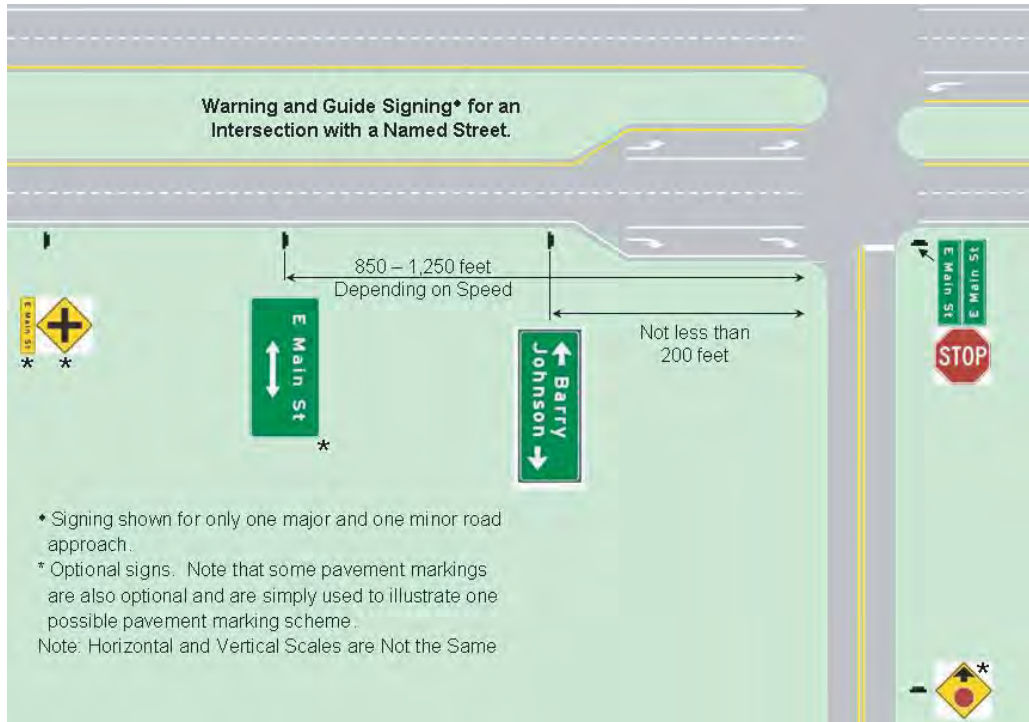 Warning and Guide Signing♦ for an
Intersection with a Named Street.
850 – 1,250 feet
Depending on Speed
Not less than
200 feet
E Main St
*
*
E Main St
*
Barry
Johnson
E Main St
E Main St
STOP
♦ Signing shown for only one major and one minor road
approach.
* Optional signs. Note that some pavement markings
are also optional and are simply used to illustrate one
possible pavement marking scheme.
Note: Horizontal and Vertical Scales are Not the Same
*